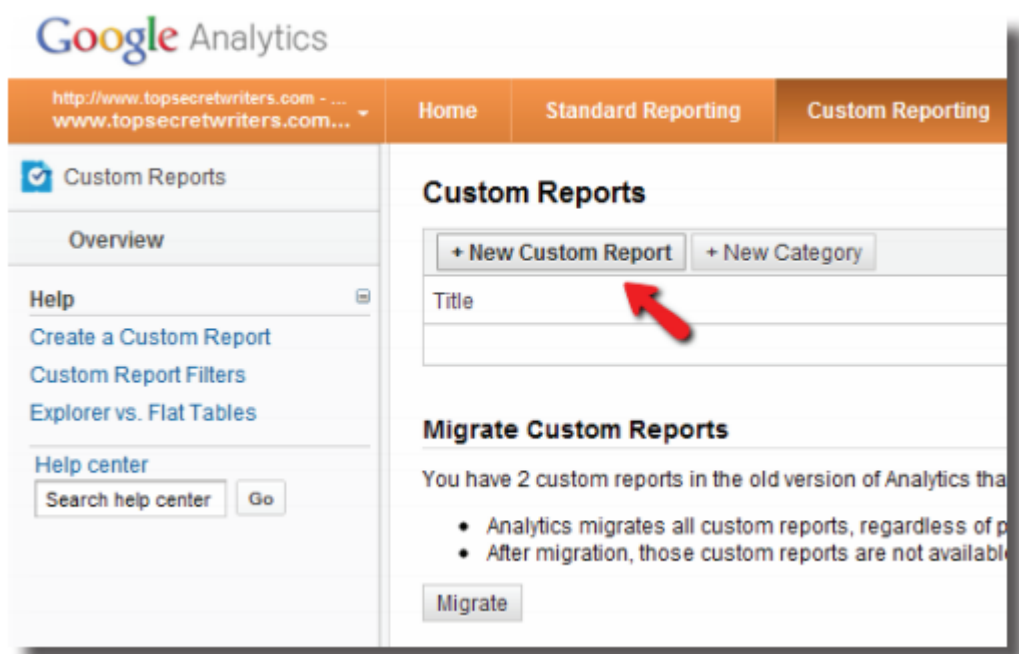 Google Analytics
http://www.topsecretwriters.com - ...
www.topsecretwriters.com...
Home
Standard Reporting
Custom Reporting
Custom Reports
Overview
Help
Create a Custom Report
Custom Report Filters
Explorer vs. Flat Tables
Help center
Search help center
Go
Custom Reports
+ New Custom Report
+ New Category
Title
Migrate Custom Reports
You have 2 custom reports in the old version of Analytics tha
• Analytics migrates all custom reports, regardless of p
• After migration, those custom reports are not availabl
Migrate